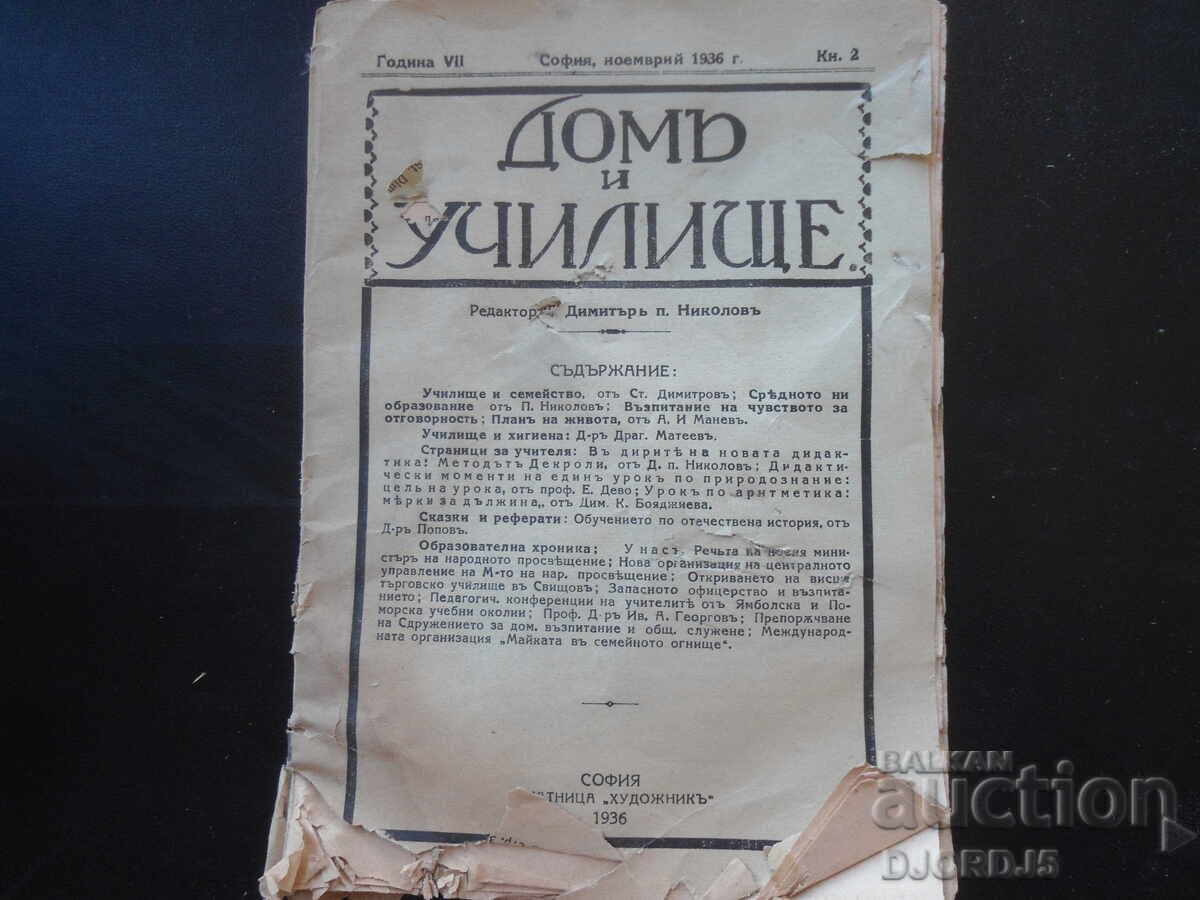 Година VII
София, ноемврий 1936 г.
Кн. 2
ДОМЪ
И
УЧИЛИЩЕ.
Редакторъ Димитъръ п. Николовъ
СЪДЪРЖАНИЕ:
Училище и семейство, отъ Ст. Димитровъ; Срѣдното ни
образование отъ П. Николовъ; Възпитание на чувството за
отговорность; Планъ на живота, отъ А. И Маневъ.
Училище и хигиена: Д-ръ Драг. Матеевъ.
Страници за учителя: Въ диритѣ на новата дидак-
тика! Методътъ Декроли, отъ Д. п. Николовъ; Дидакти-
чески моменти на единъ урокъ по природознание:
цель на урока, отъ проф. Е. Дево; Урокъ по аритметика:
мѣрки за дължина„ отъ Дим. К. Бояджиева.
Сказки и реферати: Обучението по отечествена история, отъ
Д-ръ Поповъ.
Образователна хроника; У насъ. Речьта на новия мини-
стъръ на народното просвѣщение; Нова организация на централното
управление на М-то на нар. просвѣщение; Откриването на висше
търговско училище въ Свищовъ; Запасното офицерство и възпита-
нието; Педагогич. конференции на учителитѣ отъ Ямболска и По-
морска учебни околии; Проф. Д-ръ Ив. А. Георговъ; Препорѫчване
на Сдружението за дом. възпитание и общ. служене; Международ-
ната организация „Майката въ семейното огнище“.
СОФИЯ
„ХУДОЖНИКЪ“
1936
BALKAN
auction
DJORDJ5